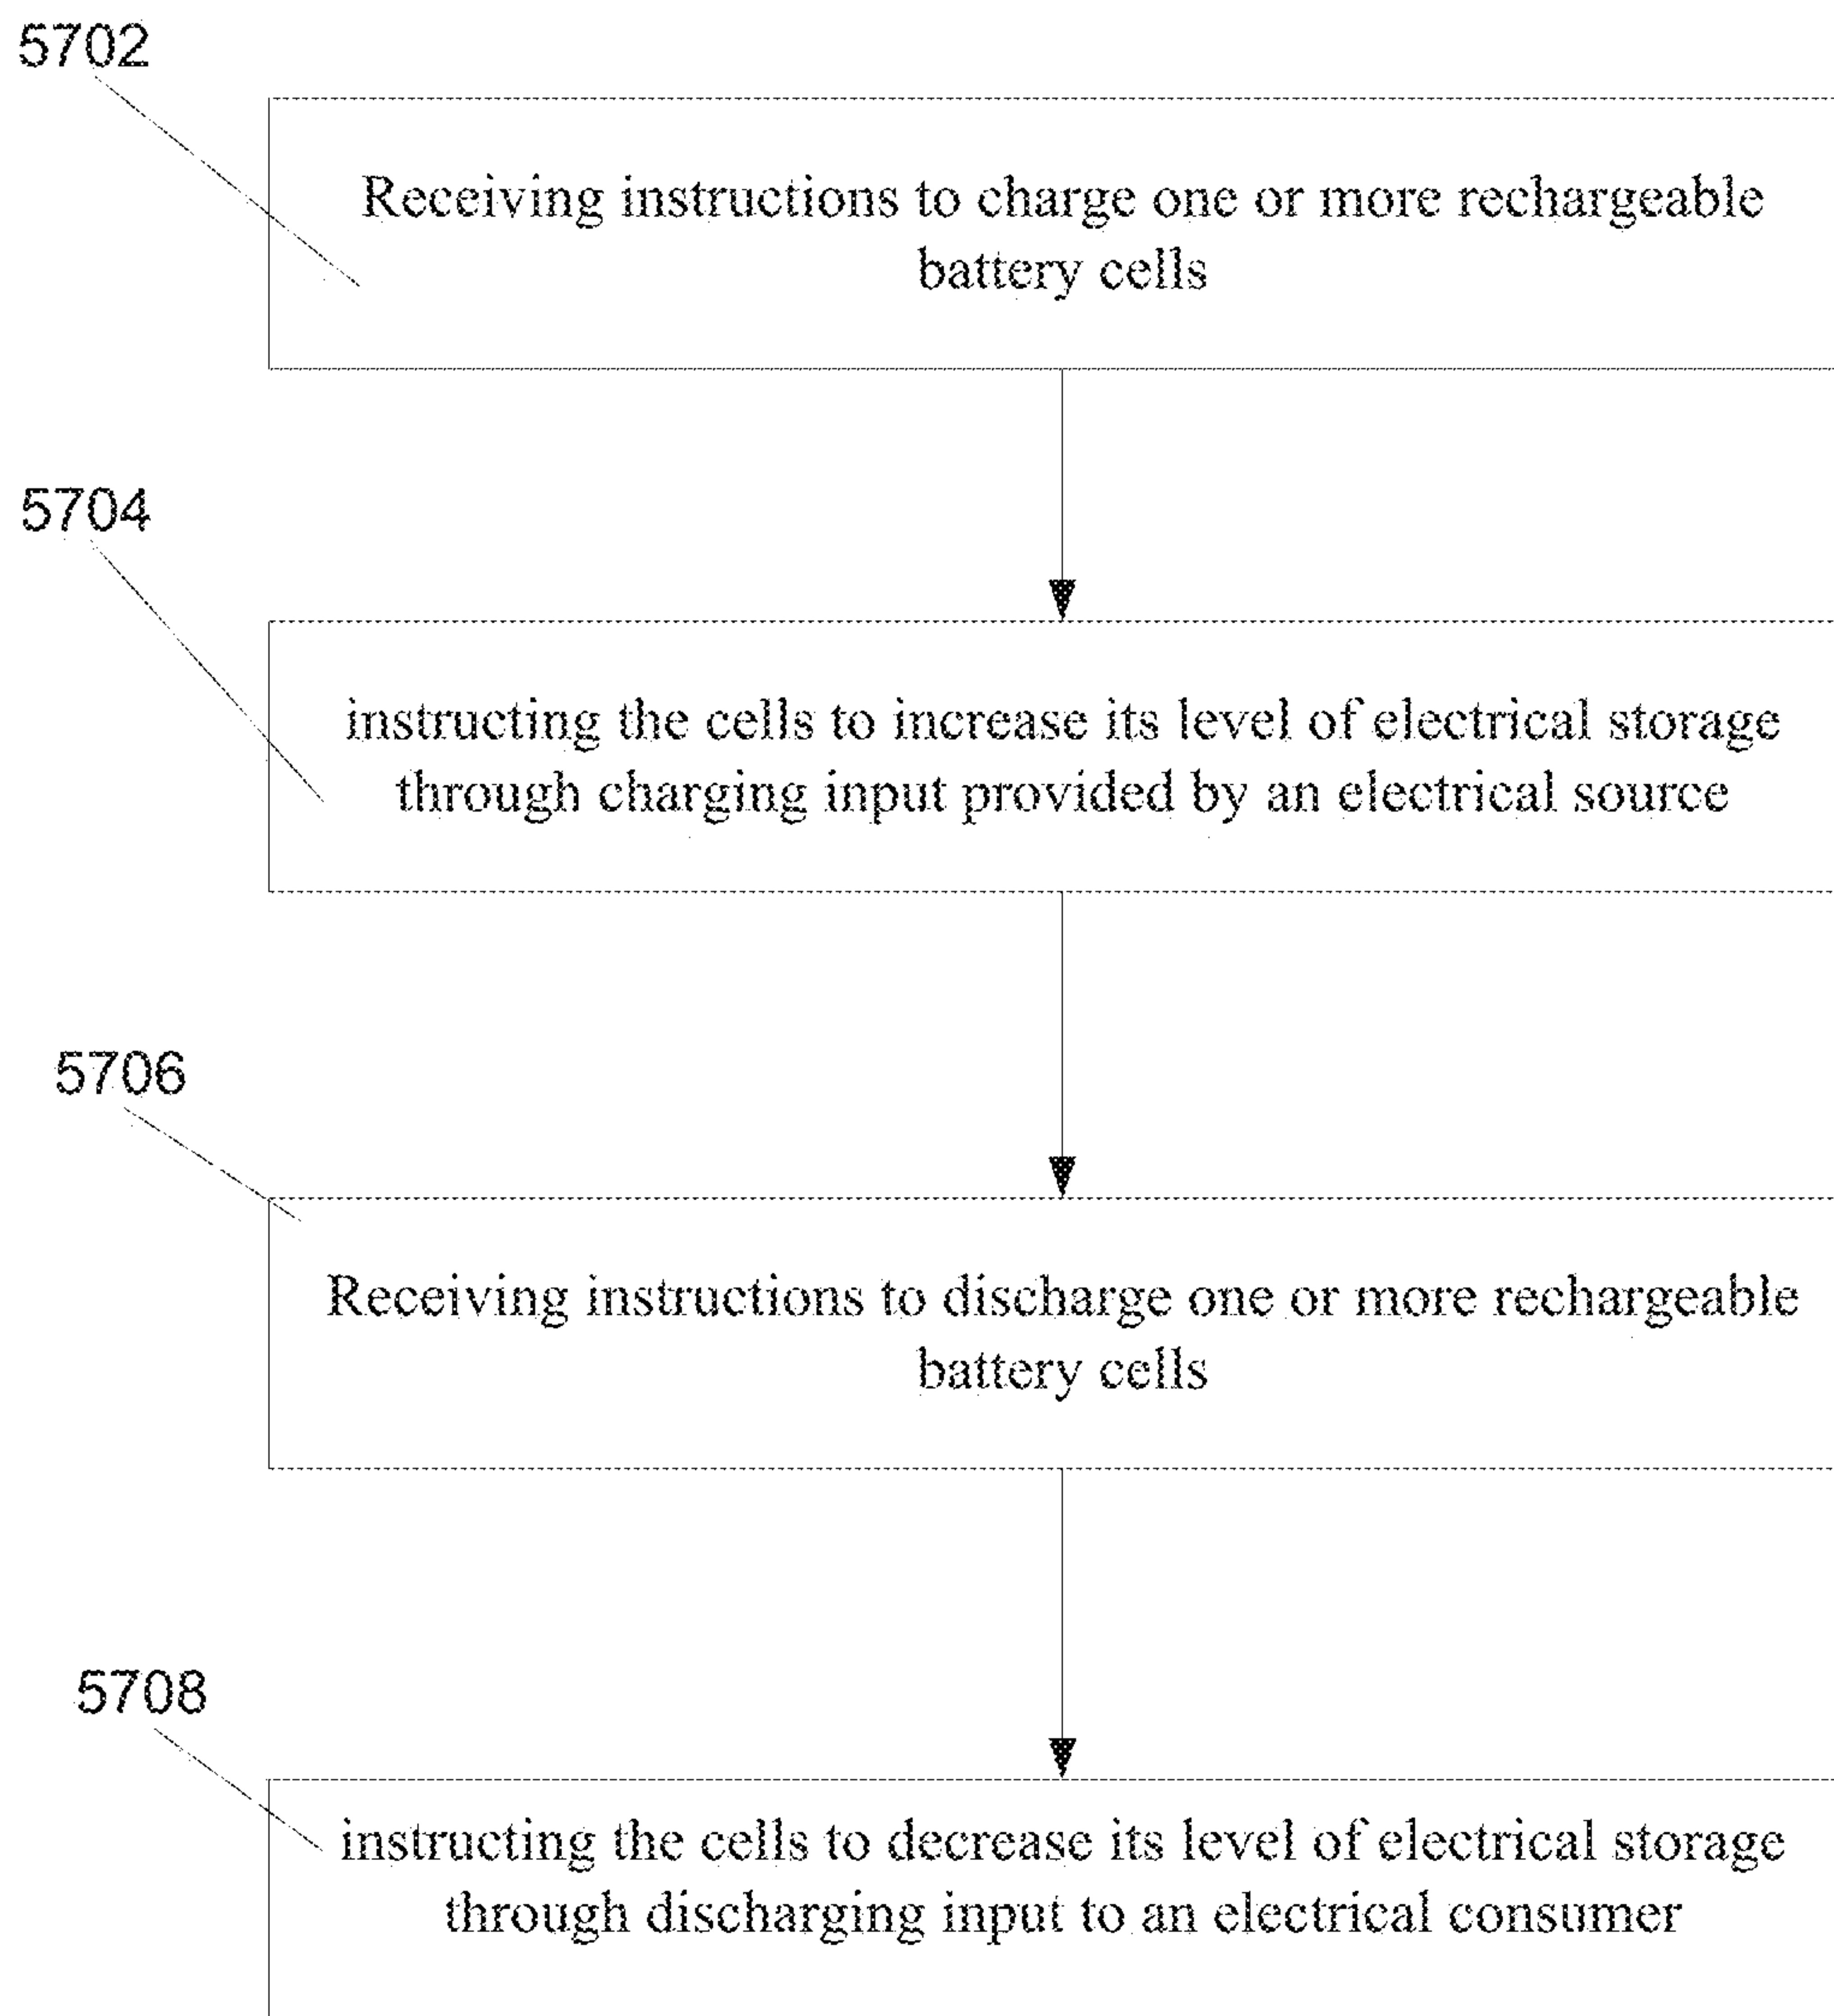 5702
Receiving instructions to charge one or more rechargeable
battery cells
5704
instructing the cells to increase its level of electrical storage
through charging input provided by an electrical source
5706
Receiving instructions to discharge one or more rechargeable
battery cells
5708
instructing the cells to decrease its level of electrical storage
through discharging input to an electrical consumer